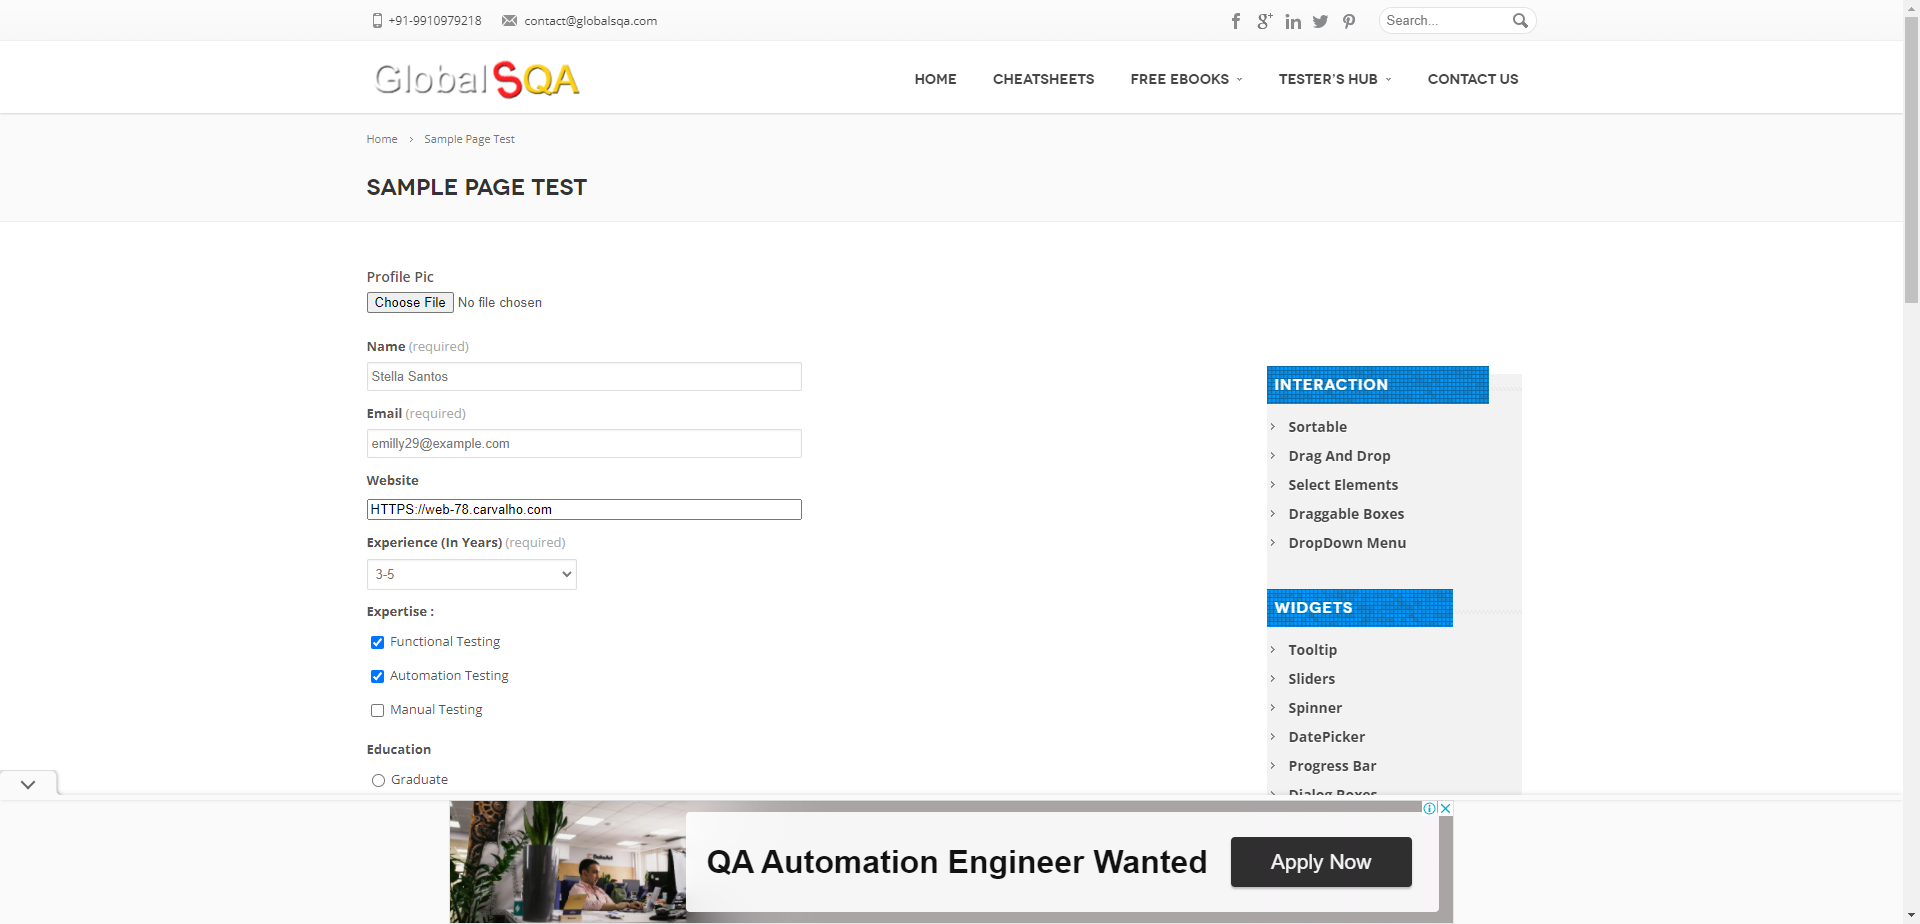 +91-9910979218 contact@globalsqa.com
Search...
GlobalSQA
HOME CHEATSHEETS FREE EBOOKS TESTER'S HUB CONTACT US
Home › Sample Page Test
SAMPLE PAGE TEST
Profile Pic
Choose File No file chosen
Name (required)
Stella Santos
Email (required)
emilly29@example.com
Website
HTTPS://web-78.carvalho.com
Experience (In Years) (required)
3-5
Expertise :
Functional Testing
Automation Testing
Manual Testing
Education
Graduate
INTERACTION
Sortable
Drag And Drop
Select Elements
Draggable Boxes
DropDown Menu
WIDGETS
Tooltip
Sliders
Spinner
DatePicker
Progress Bar
Dialog Boxes
QA Automation Engineer Wanted
Apply Now